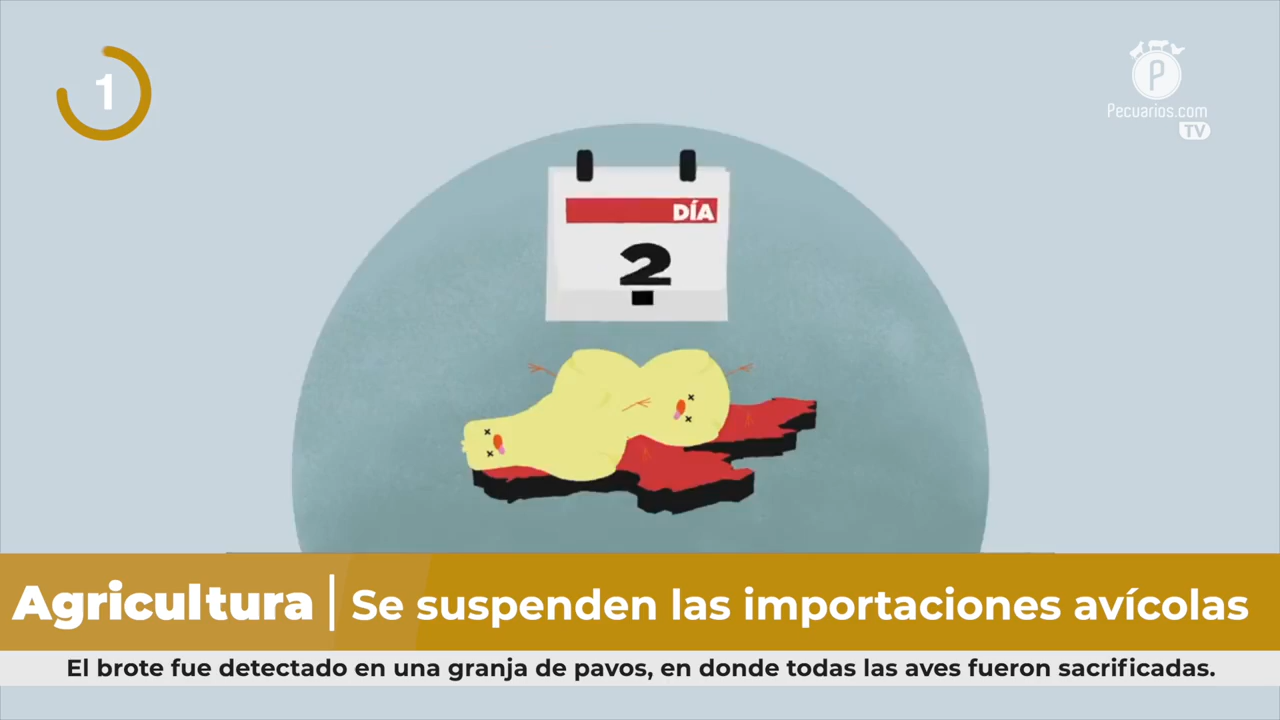 1
P
Pecuarios.com
TV
DÍA
2
Agricultura | Se suspenden las importaciones avícolas
El brote fue detectado en una granja de pavos, en donde todas las aves fueron sacrificadas.